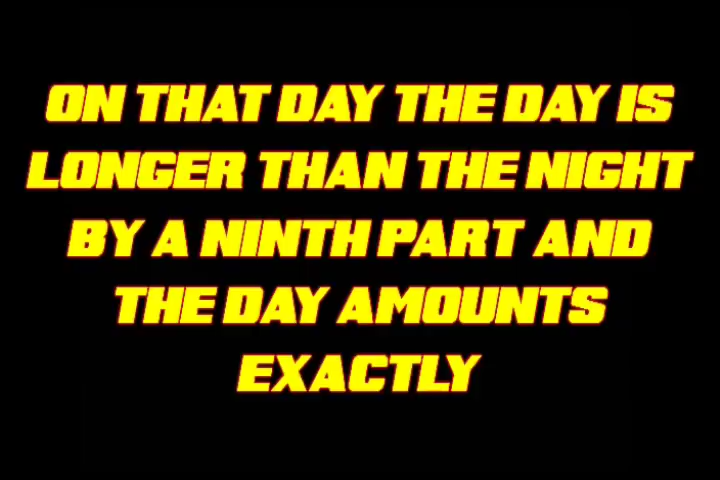 ON THAT DAY THE DAY IS
LONGER THAN THE NIGHT
BY A NINTH PART AND
THE DAY AMOUNTS
EXACTLY